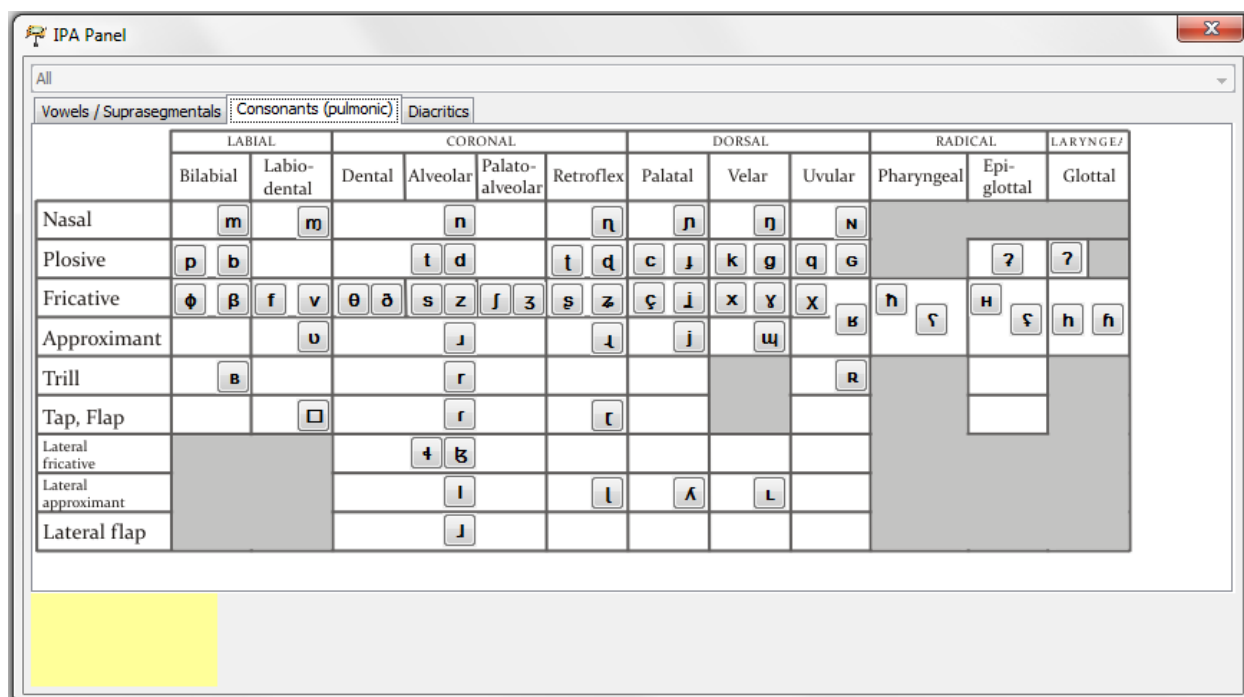 IPA Panel
All
Vowels / Suprasegmentals Consonants (pulmonic) Diacritics
LABIAL CORONAL DORSAL RADICAL LARYNGEA
Bilabial Labio-dental Dental Alveolar Palato-alveolar Retroflex Palatal Velar Uvular Pharyngeal Epi-glottal Glottal
Nasal m ɱ n ɳ ɲ ŋ ɴ
Plosive p b t d ʈ ɖ c ɟ k g q ɢ ʡ ʔ
Fricative ɸ β f v θ ð s z ʃ ʒ ʂ ʐ ç ʝ x ɣ χ ʁ ħ ʕ ʜ ʢ h ɦ
Approximant ʋ ɹ ɻ j ɰ
Trill ʙ r ʀ
Tap, Flap ɾ ɽ
Lateral fricative ɬ ɮ
Lateral approximant l ɭ ʎ ʟ
Lateral flap ɺ